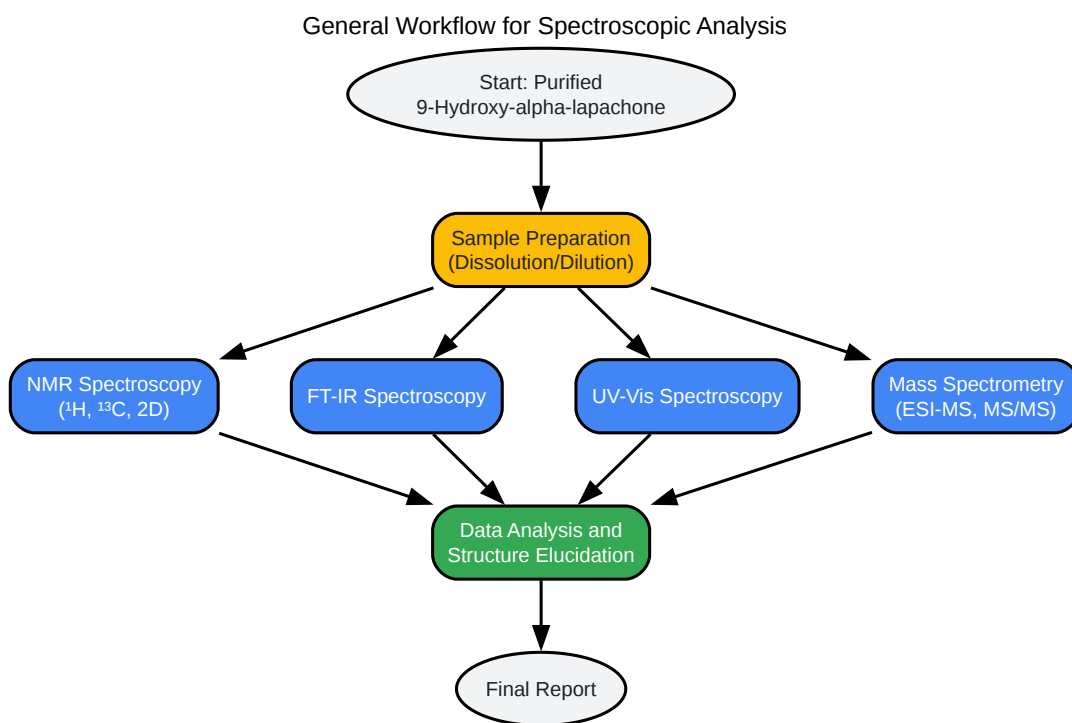 General Workflow for Spectroscopic Analysis
Start: Purified
9-Hydroxy-alpha-lapachone
Sample Preparation
(Dissolution/Dilution)
NMR Spectroscopy
(¹H, ¹³C, 2D)
FT-IR Spectroscopy
UV-Vis Spectroscopy
Mass Spectrometry
(ESI-MS, MS/MS)
Data Analysis and
Structure Elucidation
Final Report